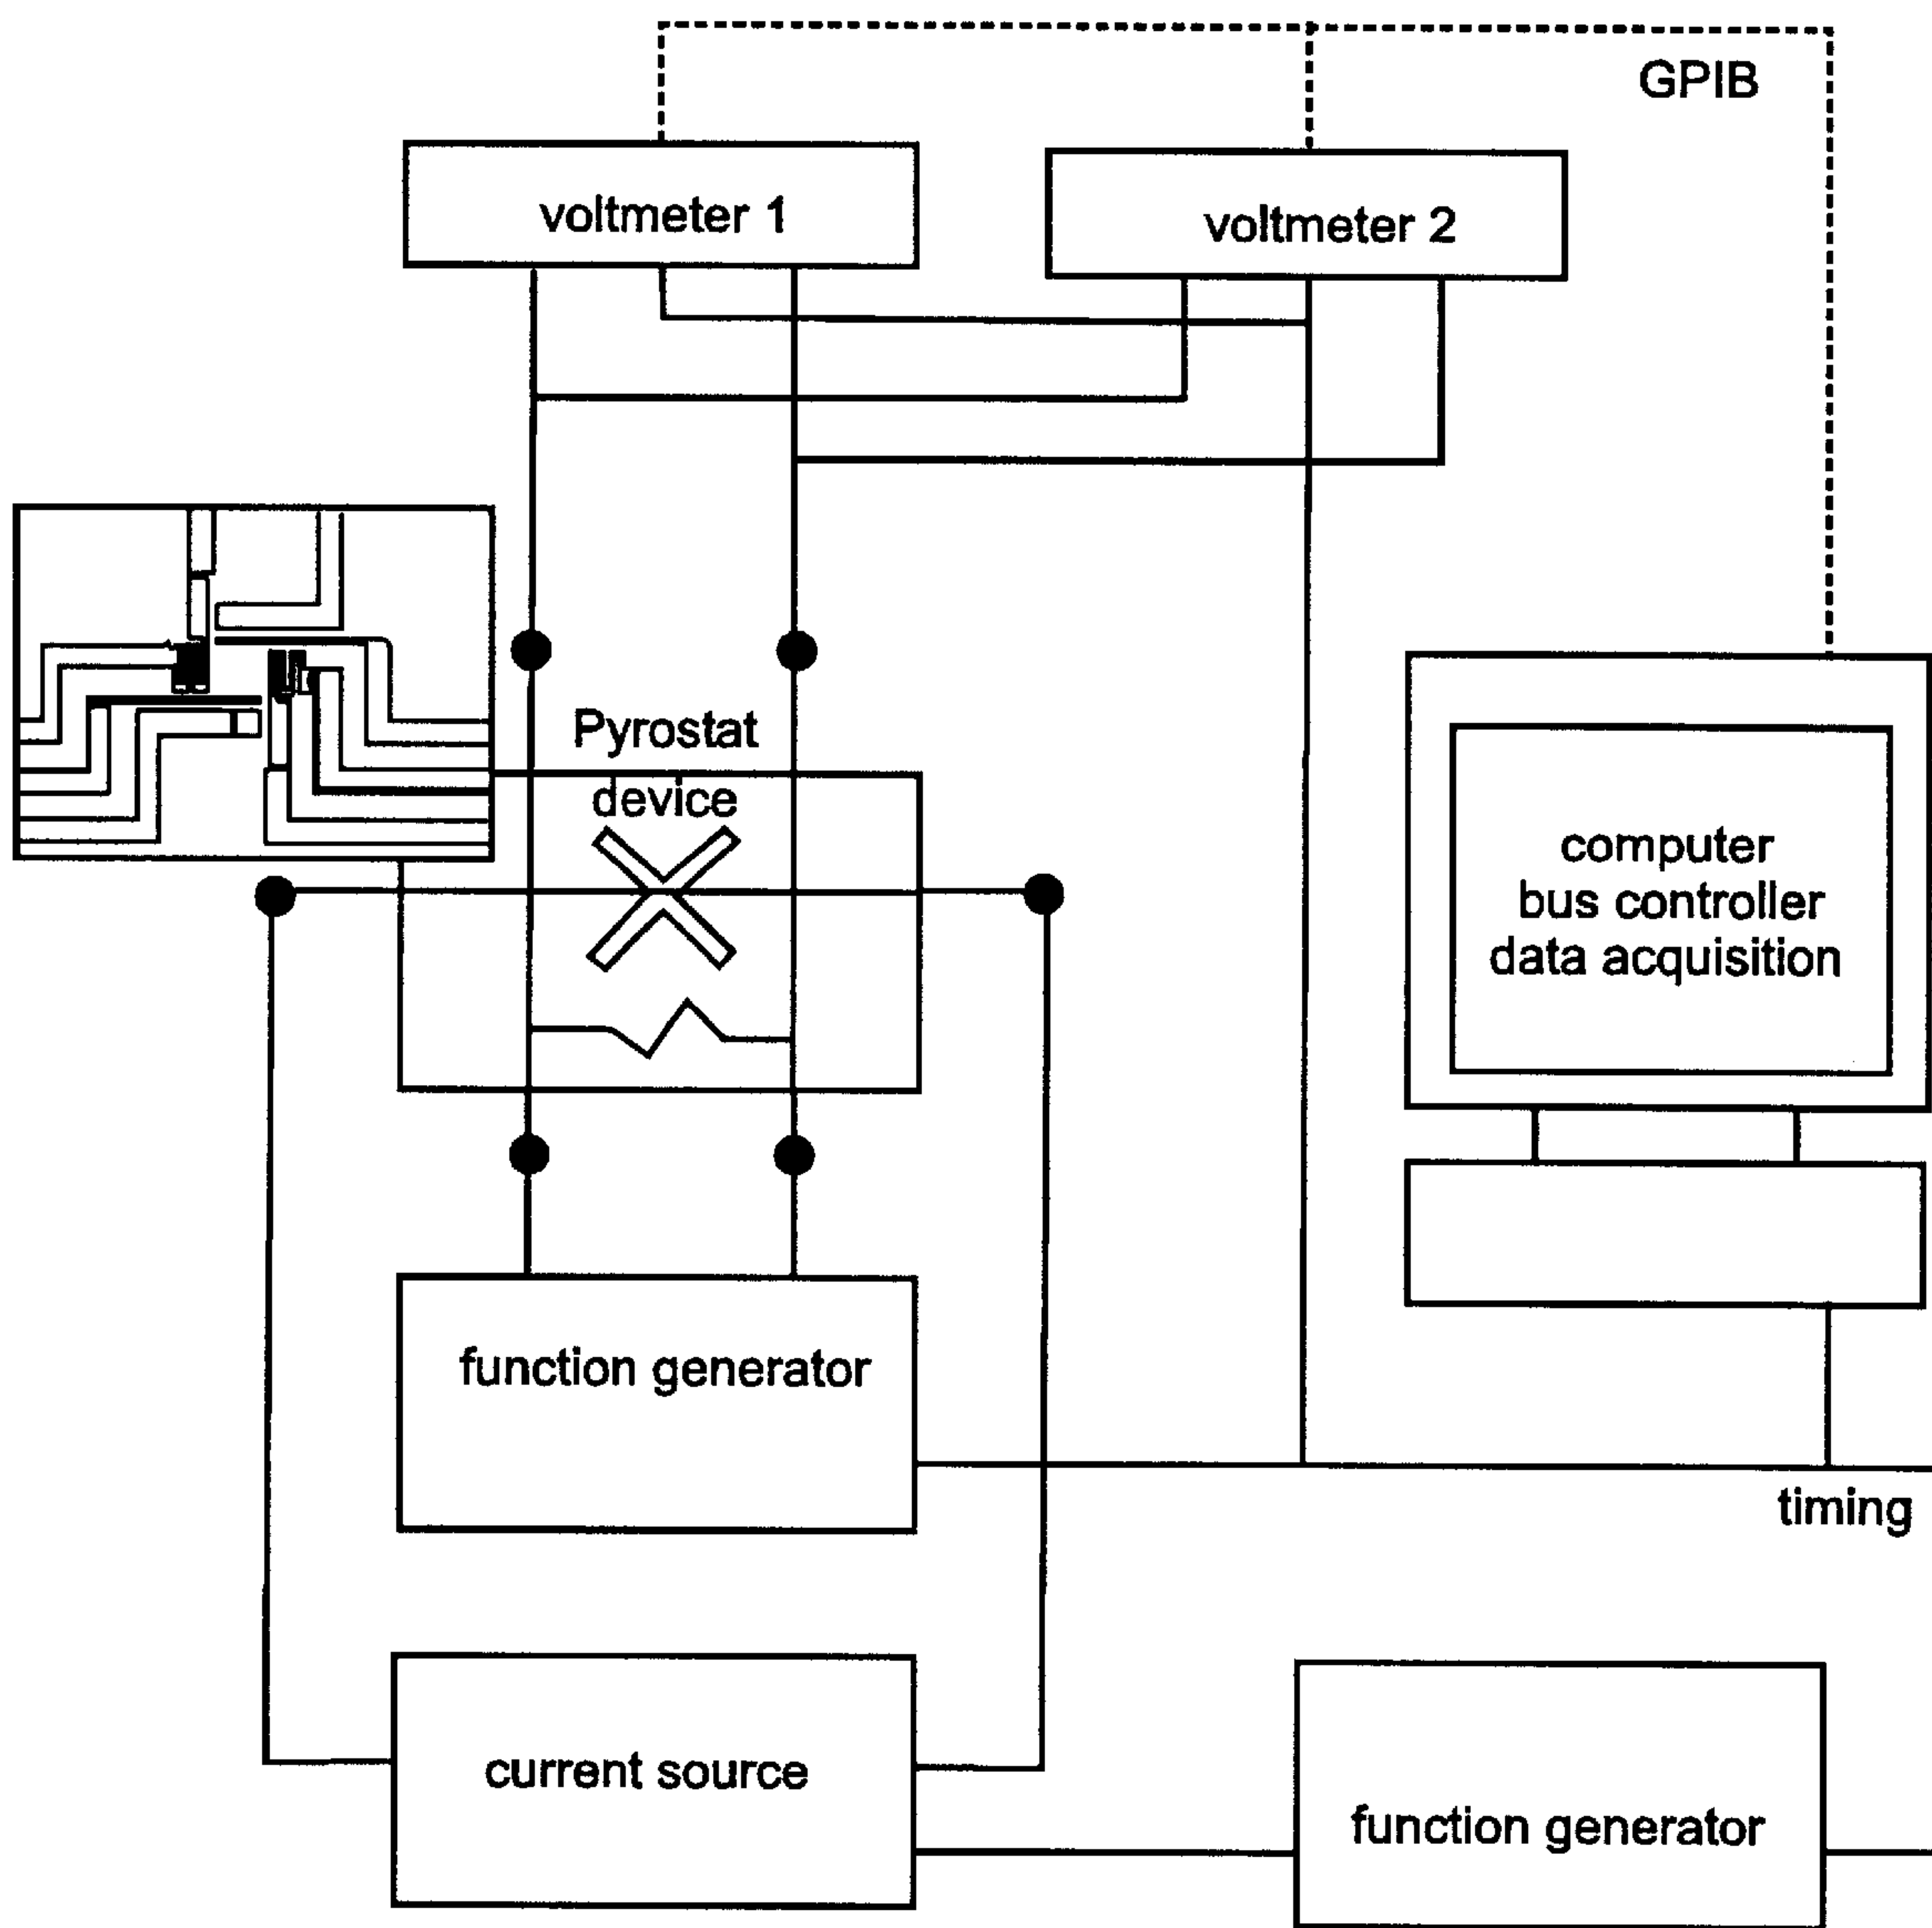 GPIB
voltmeter 1
voltmeter 2
Pyrostat
device
computer
bus controller
data acquisition
function generator
timing
current source
function generator